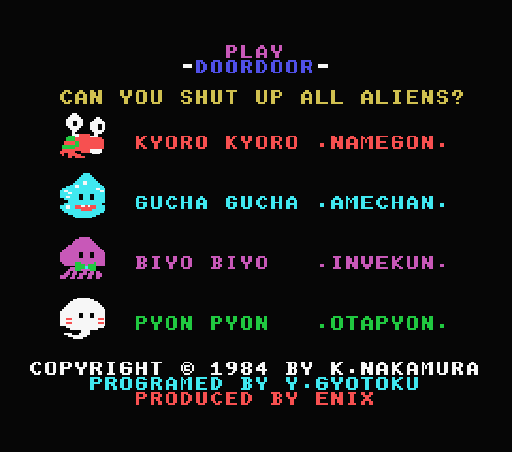 PLAY
-DOORDOOR-
CAN YOU SHUT UP ALL ALIENS?
KYORO KYORO .NAMEGON.
GUCHA GUCHA .AMECHAN.
BIYO BIYO .INVEKUN.
PYON PYON .OTAPYON.
COPYRIGHT © 1984 BY K.NAKAMURA
PROGRAMED BY Y.GYOTOKU
PRODUCED BY ENIX